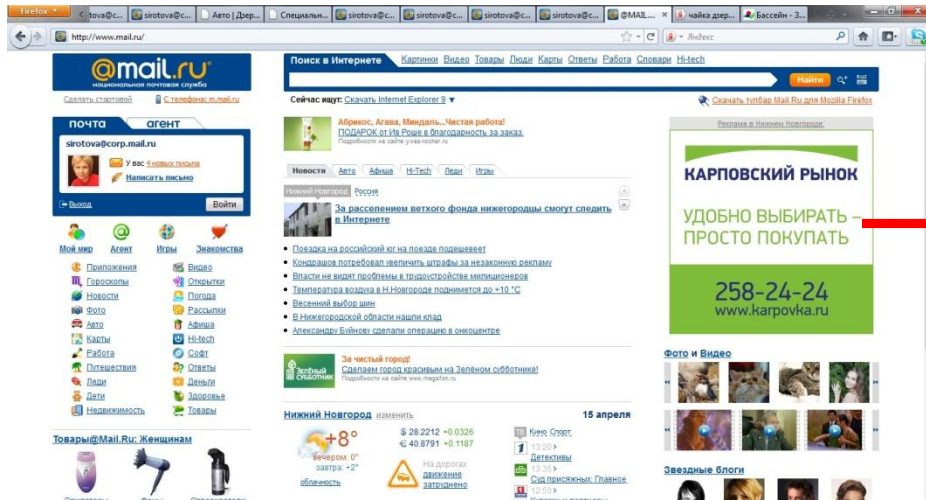 Firefox
tova@c...
sirotova@c...
Авто | Дзер...
Специальн...
sirotova@c...
sirotova@c...
sirotova@c...
sirotova@c...
@MAIL....
чайка дзер...
Бассейн - З...
http://www.mail.ru/
Яндекс
@mail.ru
национальная почтовая служба
Сделать стартовой
С телефона: m.mail.ru
Поиск в Интернете Картинки Видео Товары Люди Карты Ответы Работа Словари Hi-tech
Найти
Сейчас ищут: Скачать Internet Explorer 9
Скачать тулбар Mail.Ru для Mozilla Firefox
почта
агент
sirotova@corp.mail.ru
У вас 4 новых письма
Написать письмо
Выход
Войти
Мой мир
Агент
Игры
Знакомства
Приложения
Видео
Гороскопы
Открытки
Новости
Погода
Фото
Рассылки
Авто
Афиша
Карты
Hi-tech
Работа
Софт
Путешествия
Ответы
Леди
Деньги
Дети
Здоровье
Недвижимость
Товары
Товары@Mail.Ru: Женщинам
Абрикос, Агава, Миндаль...Чистая работа!
ПОДАРОК от Ив Роше в благодарность за заказ.
Подробности на сайте yves-rocher.ru
Новости Авто Афиша Hi-Tech Леди Игры
Нижний Новгород Россия
За расселением ветхого фонда нижегородцы смогут следить
в Интернете
Поездка на российский юг на поезде подешевеет
Кондрашов потребовал увеличить штрафы за незаконную рекламу
Власти не видят проблемы в трудоустройстве милиционеров
Температура воздуха в Н.Новгороде поднимется до +10 °C
Весенний выбор шин
В Нижегородской области нашли клад
Александру Буйнову сделали операцию в онкоцентре
ЗЕЛЁНЫЙ
СУББОТНИК
За чистый город!
Сделаем город красивым на Зелёном субботнике!
Подробности на сайте www.megafon.ru
Нижний Новгород изменить
15 апреля
+8°
вечером: 0°
завтра: +2°
облачность
$ 28.2212 +0.0326
€ 40.8791 +0.1187
На дорогах
движение
затруднено
Кино Спорт
13:20
Детективы
13:35
Суд присяжных: Главное
12:50
Реклама в Нижнем Новгороде:
КАРПОВСКИЙ РЫНОК
УДОБНО ВЫБИРАТЬ –
ПРОСТО ПОКУПАТЬ
258-24-24
www.karpovka.ru
Фото и Видео
Звездные блоги